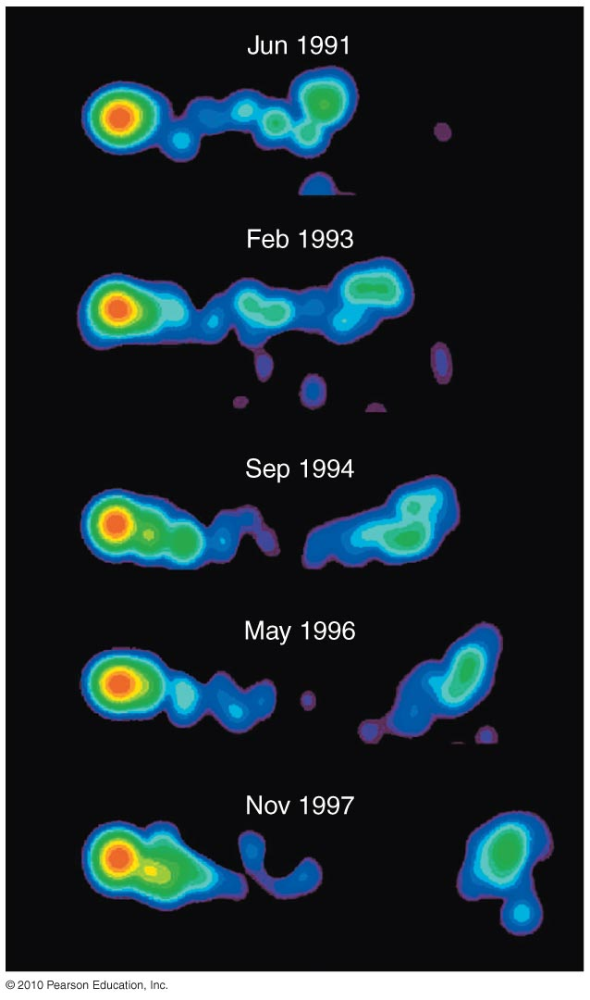 Jun 1991
Feb 1993
Sep 1994
May 1996
Nov 1997
© 2010 Pearson Education, Inc.